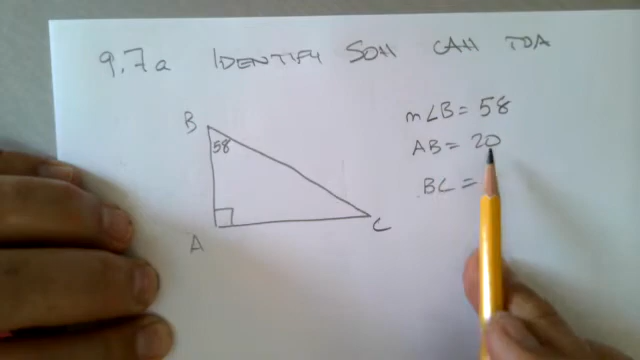 9.7a IDENTIFY SOH CAH TOA
B
58
A
C
m∠B = 58
AB = 20
BC =